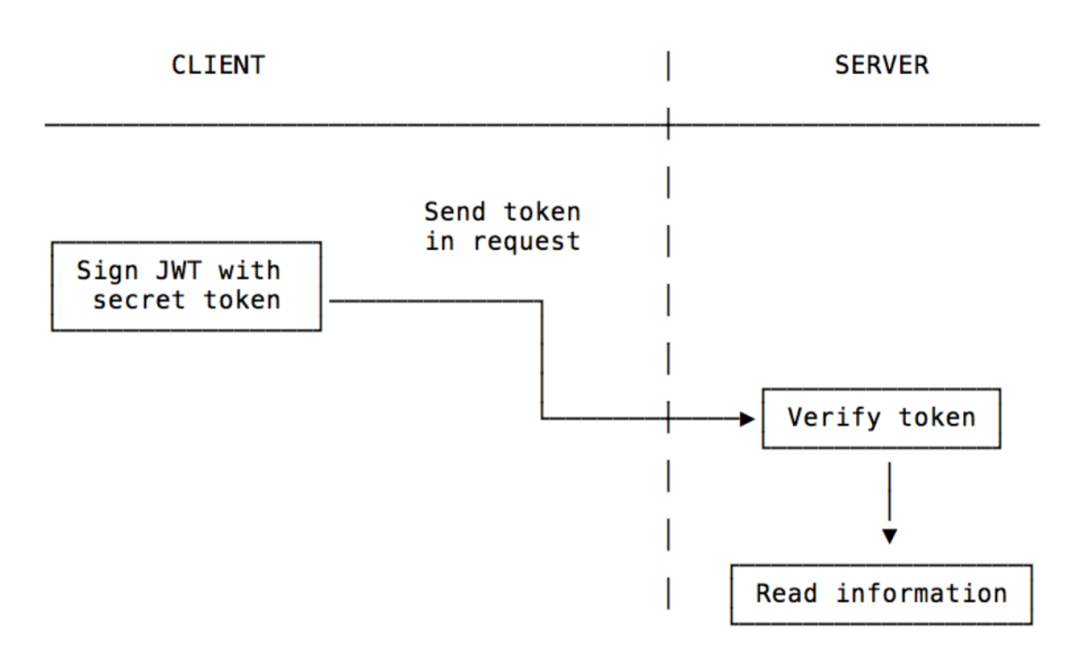 CLIENT
SERVER
Send token
in request
Sign JWT with
secret token
Verify token
Read information